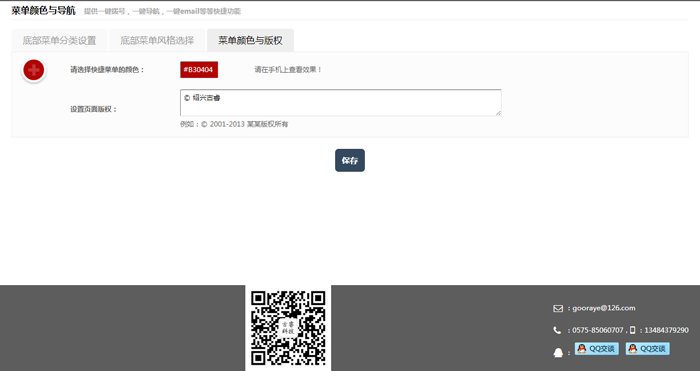 菜单颜色与导航 提供一键拨号，一键导航，一键email等等快捷功能
底部菜单分类设置 底部菜单风格选择 菜单颜色与版权
请选择快捷菜单的颜色： #B30404 请在手机上查看效果！
设置页面版权： © 绍兴古睿
例如：© 2001-2013 某某版权所有
保存
古睿
科技
：gooraye@126.com
：0575-85060707，：13484379290
： QQ交谈 QQ交谈